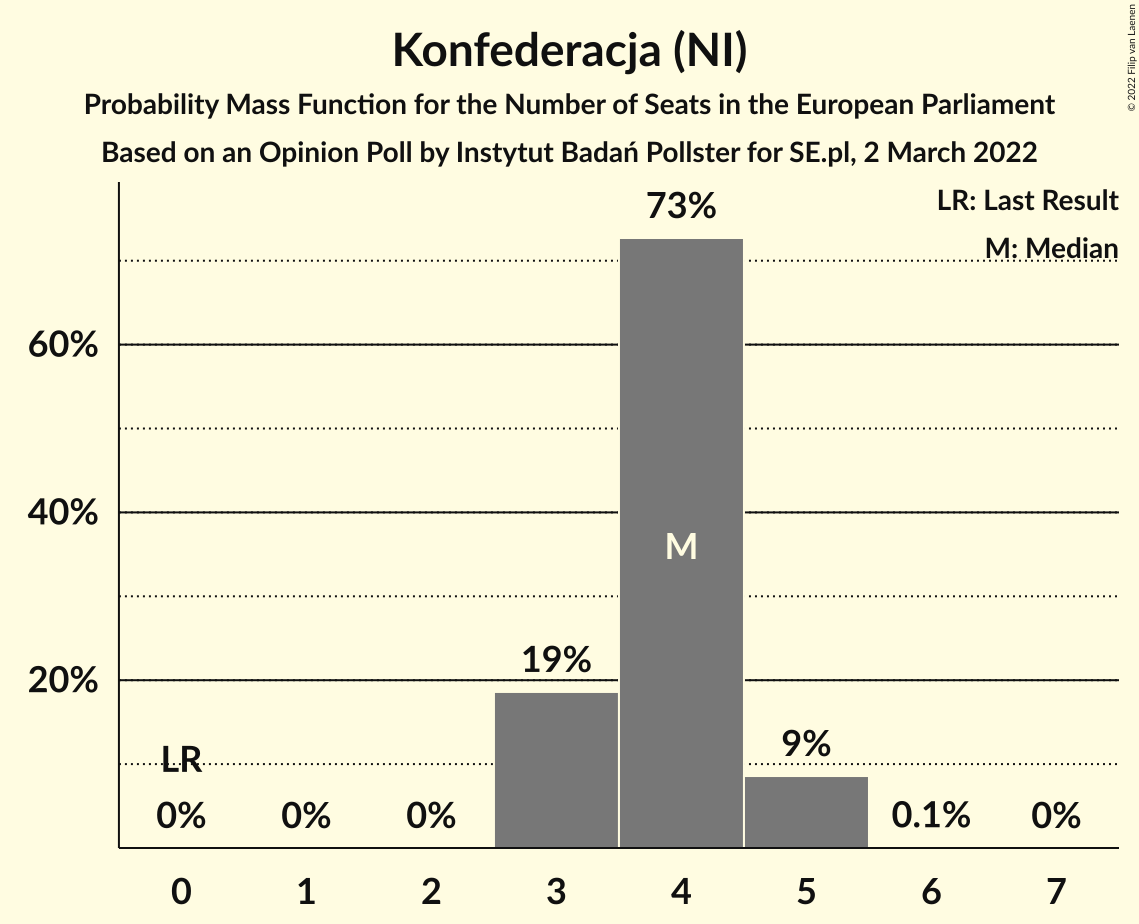 Konfederacja (NI)
Probability Mass Function for the Number of Seats in the European Parliament
Based on an Opinion Poll by Instytut Badań Pollster for SE.pl, 2 March 2022
© 2022 Filip van Laenen
LR: Last Result
M: Median
73%
60%
40%
M
19%
20%
9%
LR
0%
0%
0%
0.1%
0%
0 1 2 3 4 5 6 7